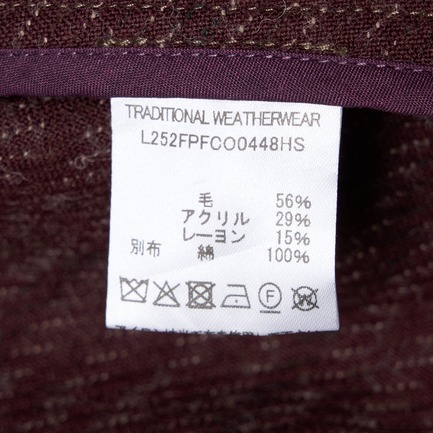 TRADITIONAL WEATHERWEAR
L252FPFCO0448HS
毛 56%
アクリル 29%
レーヨン 15%
別布 綿 100%
F W